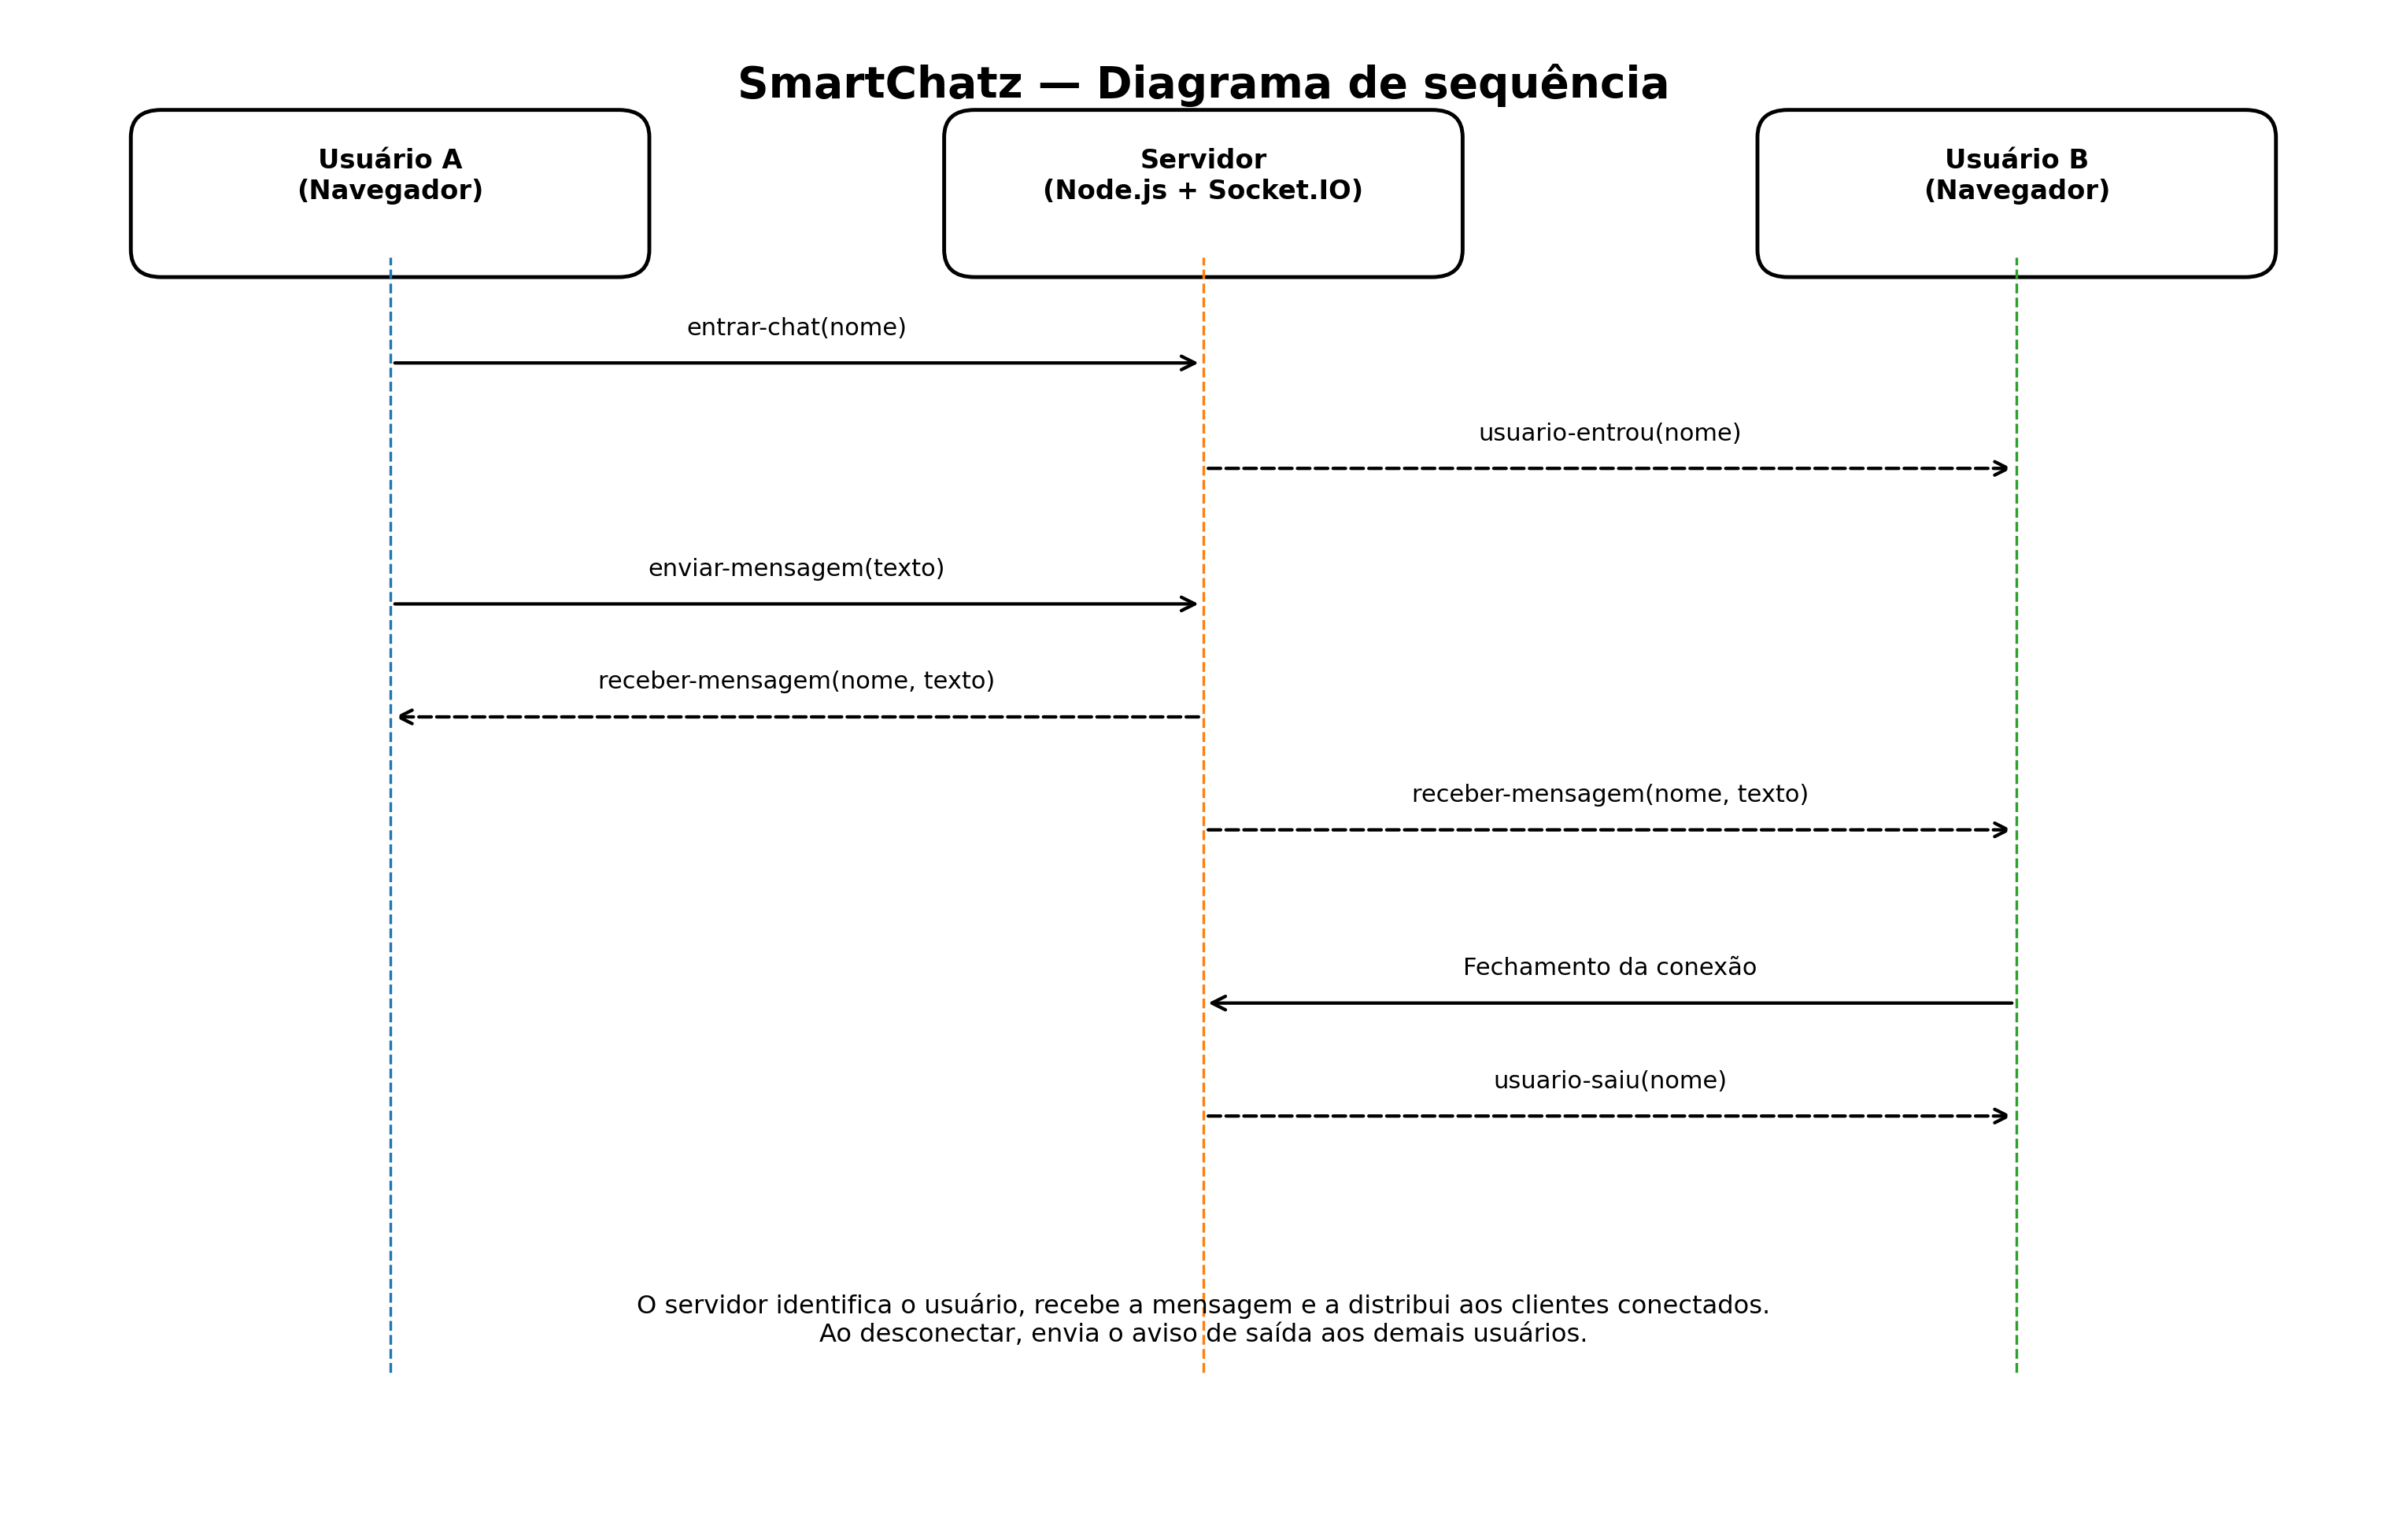 SmartChatz — Diagrama de sequência
Usuário A
(Navegador)
Servidor
(Node.js + Socket.IO)
Usuário B
(Navegador)
entrar-chat(nome)
usuario-entrou(nome)
enviar-mensagem(texto)
receber-mensagem(nome, texto)
receber-mensagem(nome, texto)
Fechamento da conexão
usuario-saiu(nome)
O servidor identifica o usuário, recebe a mensagem e a distribui aos clientes conectados.
Ao desconectar, envia o aviso de saída aos demais usuários.